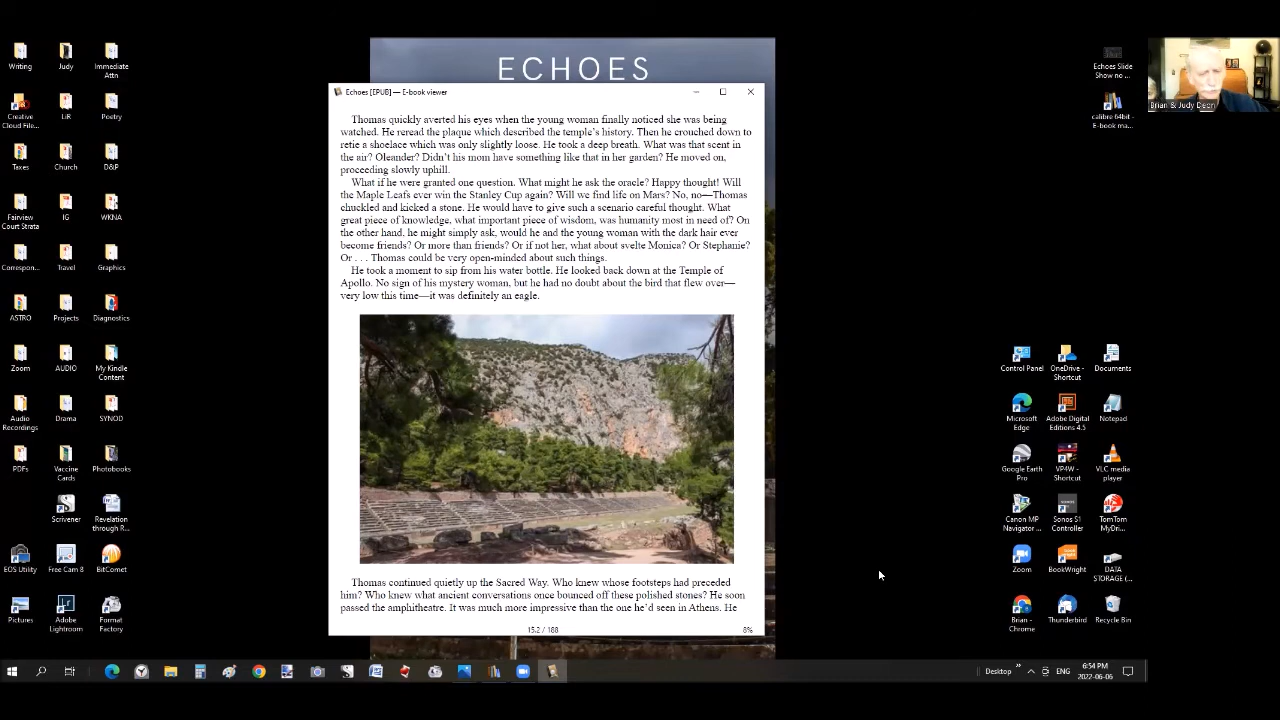 ECHOES
Echoes [EPUB] — E-book viewer
Thomas quickly averted his eyes when the young woman finally noticed she was being
watched. He reread the plaque which described the temple's history. Then he crouched down to
retie a shoelace which was only slightly loose. He took a deep breath. What was that scent in
the air? Oleander? Didn't his mom have something like that in her garden? He moved on,
proceeding slowly uphill.
What if he were granted one question. What might he ask the oracle? Happy thought! Will
the Maple Leafs ever win the Stanley Cup again? Will we find life on Mars? No, no—Thomas
chuckled and kicked a stone. He would have to give such a scenario careful thought. What
great piece of knowledge, what important piece of wisdom, was humanity most in need of? On
the other hand, he might simply ask, would he and the young woman with the dark hair ever
become friends? Or more than friends? Or if not her, what about svelte Monica? Or Stephanie?
Or . . . Thomas could be very open-minded about such things.
He took a moment to sip from his water bottle. He looked back down at the Temple of
Apollo. No sign of his mystery woman, but he had no doubt about the bird that flew over—
very low this time—it was definitely an eagle.
Thomas continued quietly up the Sacred Way. Who knew whose footsteps had preceded
him? Who knew what ancient conversations once bounced off these polished stones? He soon
passed the amphitheatre. It was much more impressive than the one he'd seen in Athens. He
15.2 / 188
8%
Writing
Judy
Immediate
Attn
Creative
Cloud File...
LiR
Poetry
Taxes
Church
D&P
Fairview
Court Strata
IG
WKNA
Correspon...
Travel
Graphics
ASTRO
Projects
Diagnostics
Zoom
AUDIO
My Kindle
Content
Audio
Recordings
Drama
SYNOD
PDFs
Vaccine
Cards
Photobooks
Scrivener
Revelation
through R...
EOS Utility
Free Cam 8
BitComet
Pictures
Adobe
Lightroom
Format
Factory
Echoes Slide
Show no ...
calibre 64bit -
E-book ma...
Brian & Judy Deon
Control Panel
OneDrive -
Shortcut
Documents
Microsoft
Edge
Adobe Digital
Editions 4.5
Notepad
Google Earth
Pro
VP4W -
Shortcut
VLC media
player
Canon MP
Navigator ...
Sonos S1
Controller
TomTom
MyDri...
Zoom
BookWright
DATA
STORAGE (...
Brian -
Chrome
Thunderbird
Recycle Bin
Desktop
ENG
6:54 PM
2022-06-06